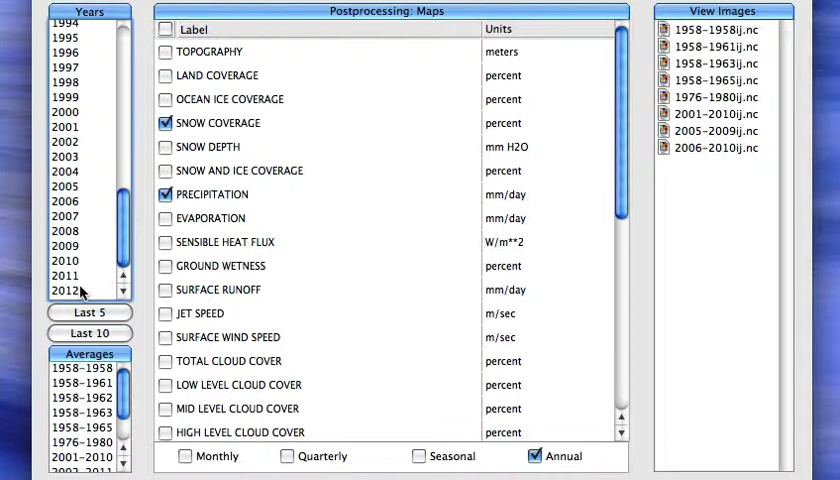 Years
1994
1995
1996
1997
1998
1999
2000
2001
2002
2003
2004
2005
2006
2007
2008
2009
2010
2011
2012
Last 5
Last 10
Averages
1958-1958
1958-1961
1958-1962
1958-1963
1958-1965
1976-1980
2001-2010
2002-2011
Postprocessing: Maps
Label Units
TOPOGRAPHY meters
LAND COVERAGE percent
OCEAN ICE COVERAGE percent
SNOW COVERAGE percent
SNOW DEPTH mm H2O
SNOW AND ICE COVERAGE percent
PRECIPITATION mm/day
EVAPORATION mm/day
SENSIBLE HEAT FLUX W/m**2
GROUND WETNESS percent
SURFACE RUNOFF mm/day
JET SPEED m/sec
SURFACE WIND SPEED m/sec
TOTAL CLOUD COVER percent
LOW LEVEL CLOUD COVER percent
MID LEVEL CLOUD COVER percent
HIGH LEVEL CLOUD COVER percent
Monthly Quarterly Seasonal Annual
View Images
1958-1958ij.nc
1958-1961ij.nc
1958-1963ij.nc
1958-1965ij.nc
1976-1980ij.nc
2001-2010ij.nc
2005-2009ij.nc
2006-2010ij.nc